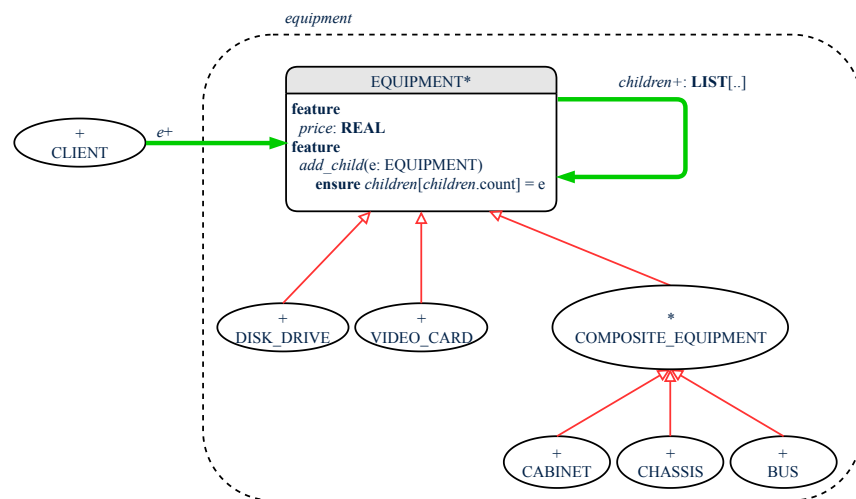 equipment
EQUIPMENT*
children+: LIST[..]
feature
price: REAL
feature
add_child(e: EQUIPMENT)
ensure children[children.count] = e
e+
+
CLIENT
+
DISK_DRIVE
+
VIDEO_CARD
*
COMPOSITE_EQUIPMENT
+
CABINET
+
CHASSIS
+
BUS